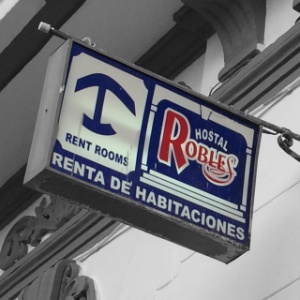 RENT ROOMS
HOSTAL
ROBLES
RENTA DE HABITACIONES